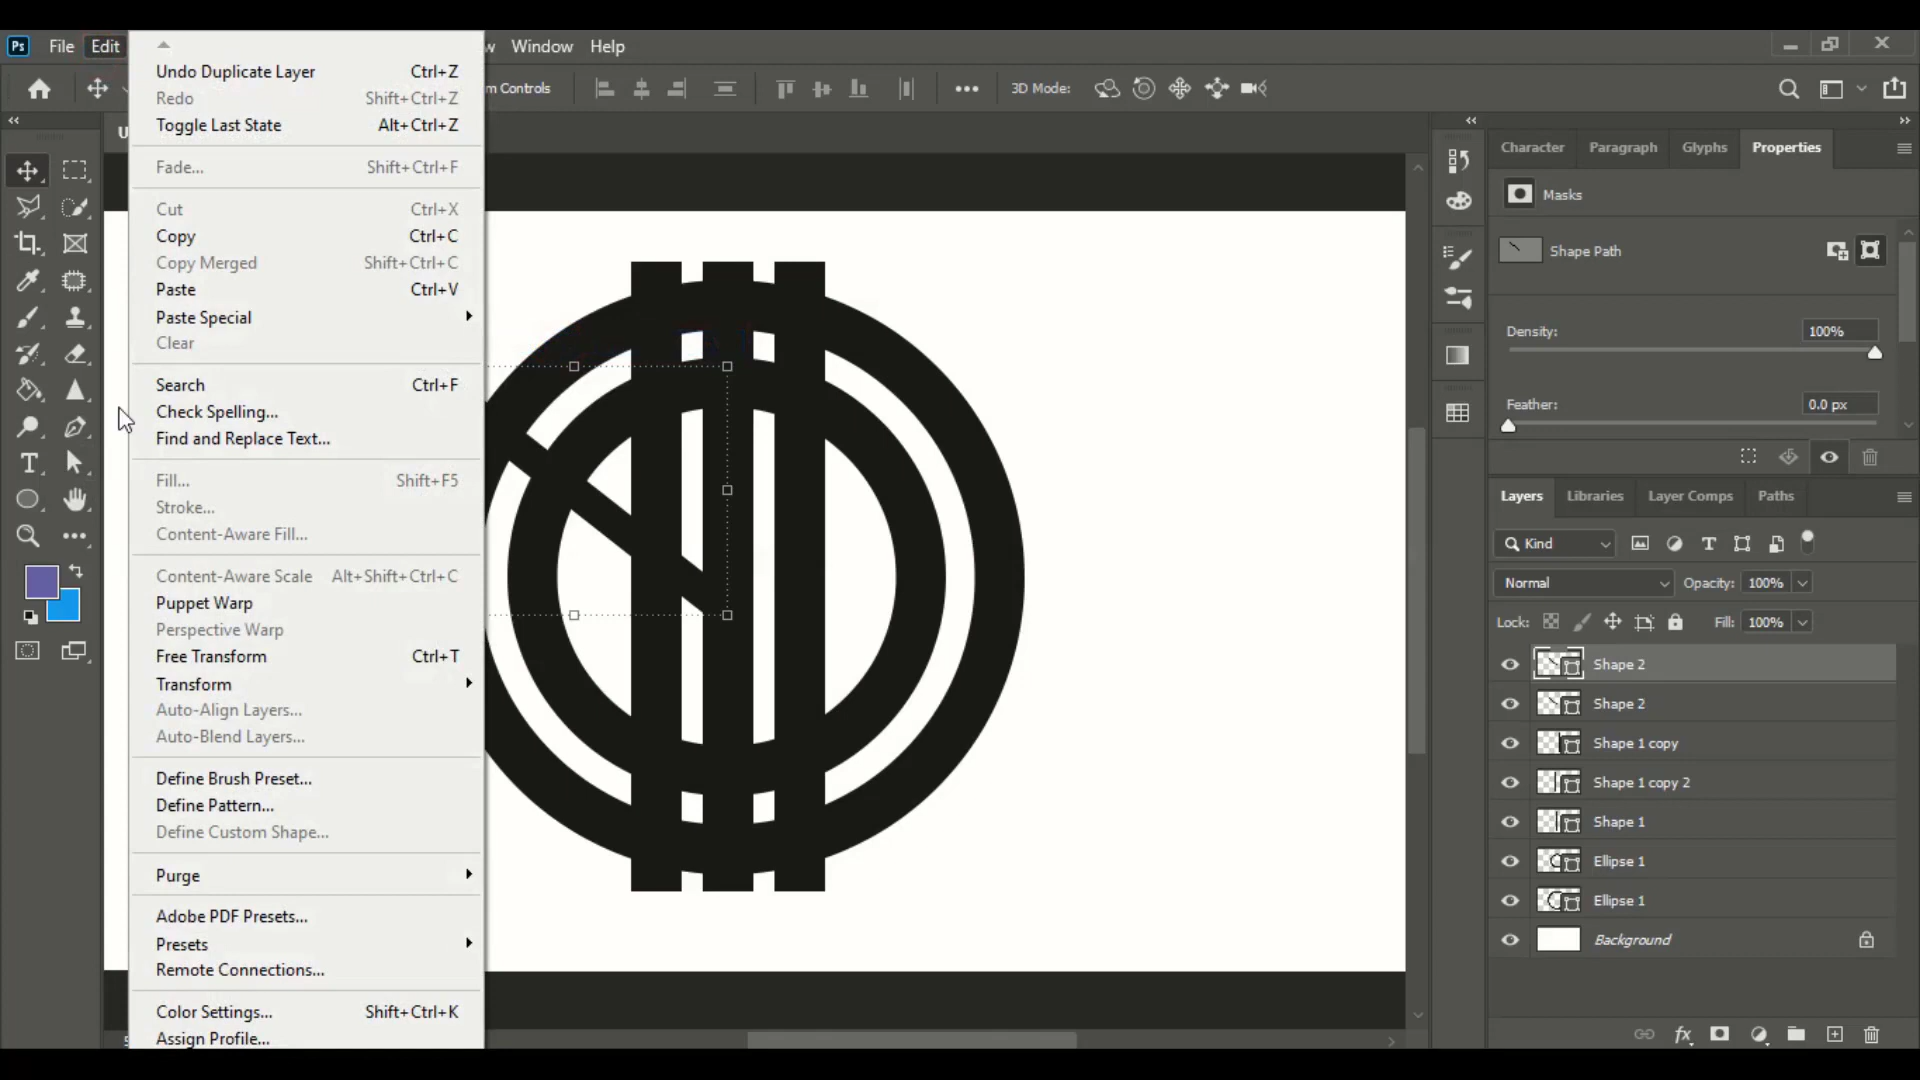 Ps File Edit w Window Help
m Controls 3D Mode:
U
Undo Duplicate Layer Ctrl+Z
Redo Shift+Ctrl+Z
Toggle Last State Alt+Ctrl+Z
Fade... Shift+Ctrl+F
Cut Ctrl+X
Copy Ctrl+C
Copy Merged Shift+Ctrl+C
Paste Ctrl+V
Paste Special
Clear
Search Ctrl+F
Check Spelling...
Find and Replace Text...
Fill... Shift+F5
Stroke...
Content-Aware Fill...
Content-Aware Scale Alt+Shift+Ctrl+C
Puppet Warp
Perspective Warp
Free Transform Ctrl+T
Transform
Auto-Align Layers...
Auto-Blend Layers...
Define Brush Preset...
Define Pattern...
Define Custom Shape...
Purge
Adobe PDF Presets...
Presets
Remote Connections...
Color Settings... Shift+Ctrl+K
Assign Profile...
Character Paragraph Glyphs Properties
Masks
Shape Path
Density: 100%
Feather: 0.0 px
Layers Libraries Layer Comps Paths
Kind
Normal Opacity: 100%
Lock: Fill: 100%
Shape 2
Shape 2
Shape 1 copy
Shape 1 copy 2
Shape 1
Ellipse 1
Ellipse 1
Background